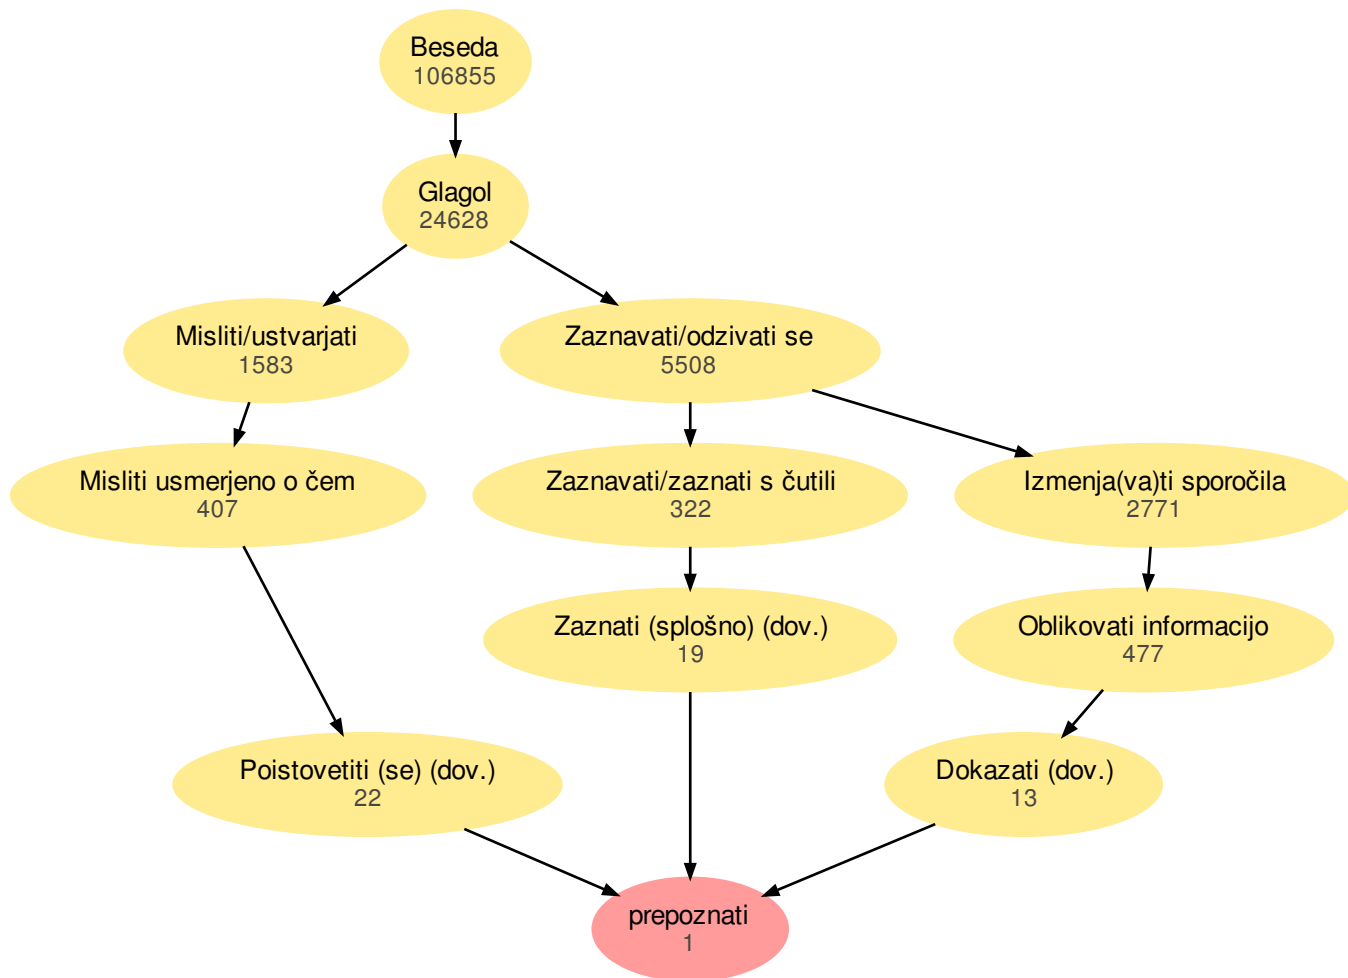 Beseda
106855
Glagol
24628
Misliti/ustvarjati
1583
Zaznavati/odzivati se
5508
Misliti usmerjeno o čem
407
Zaznavati/zaznati s čutili
322
Izmenja(va)ti sporočila
2771
Zaznati (splošno) (dov.)
19
Oblikovati informacijo
477
Poistovetiti (se) (dov.)
22
Dokazati (dov.)
13
prepoznati
1